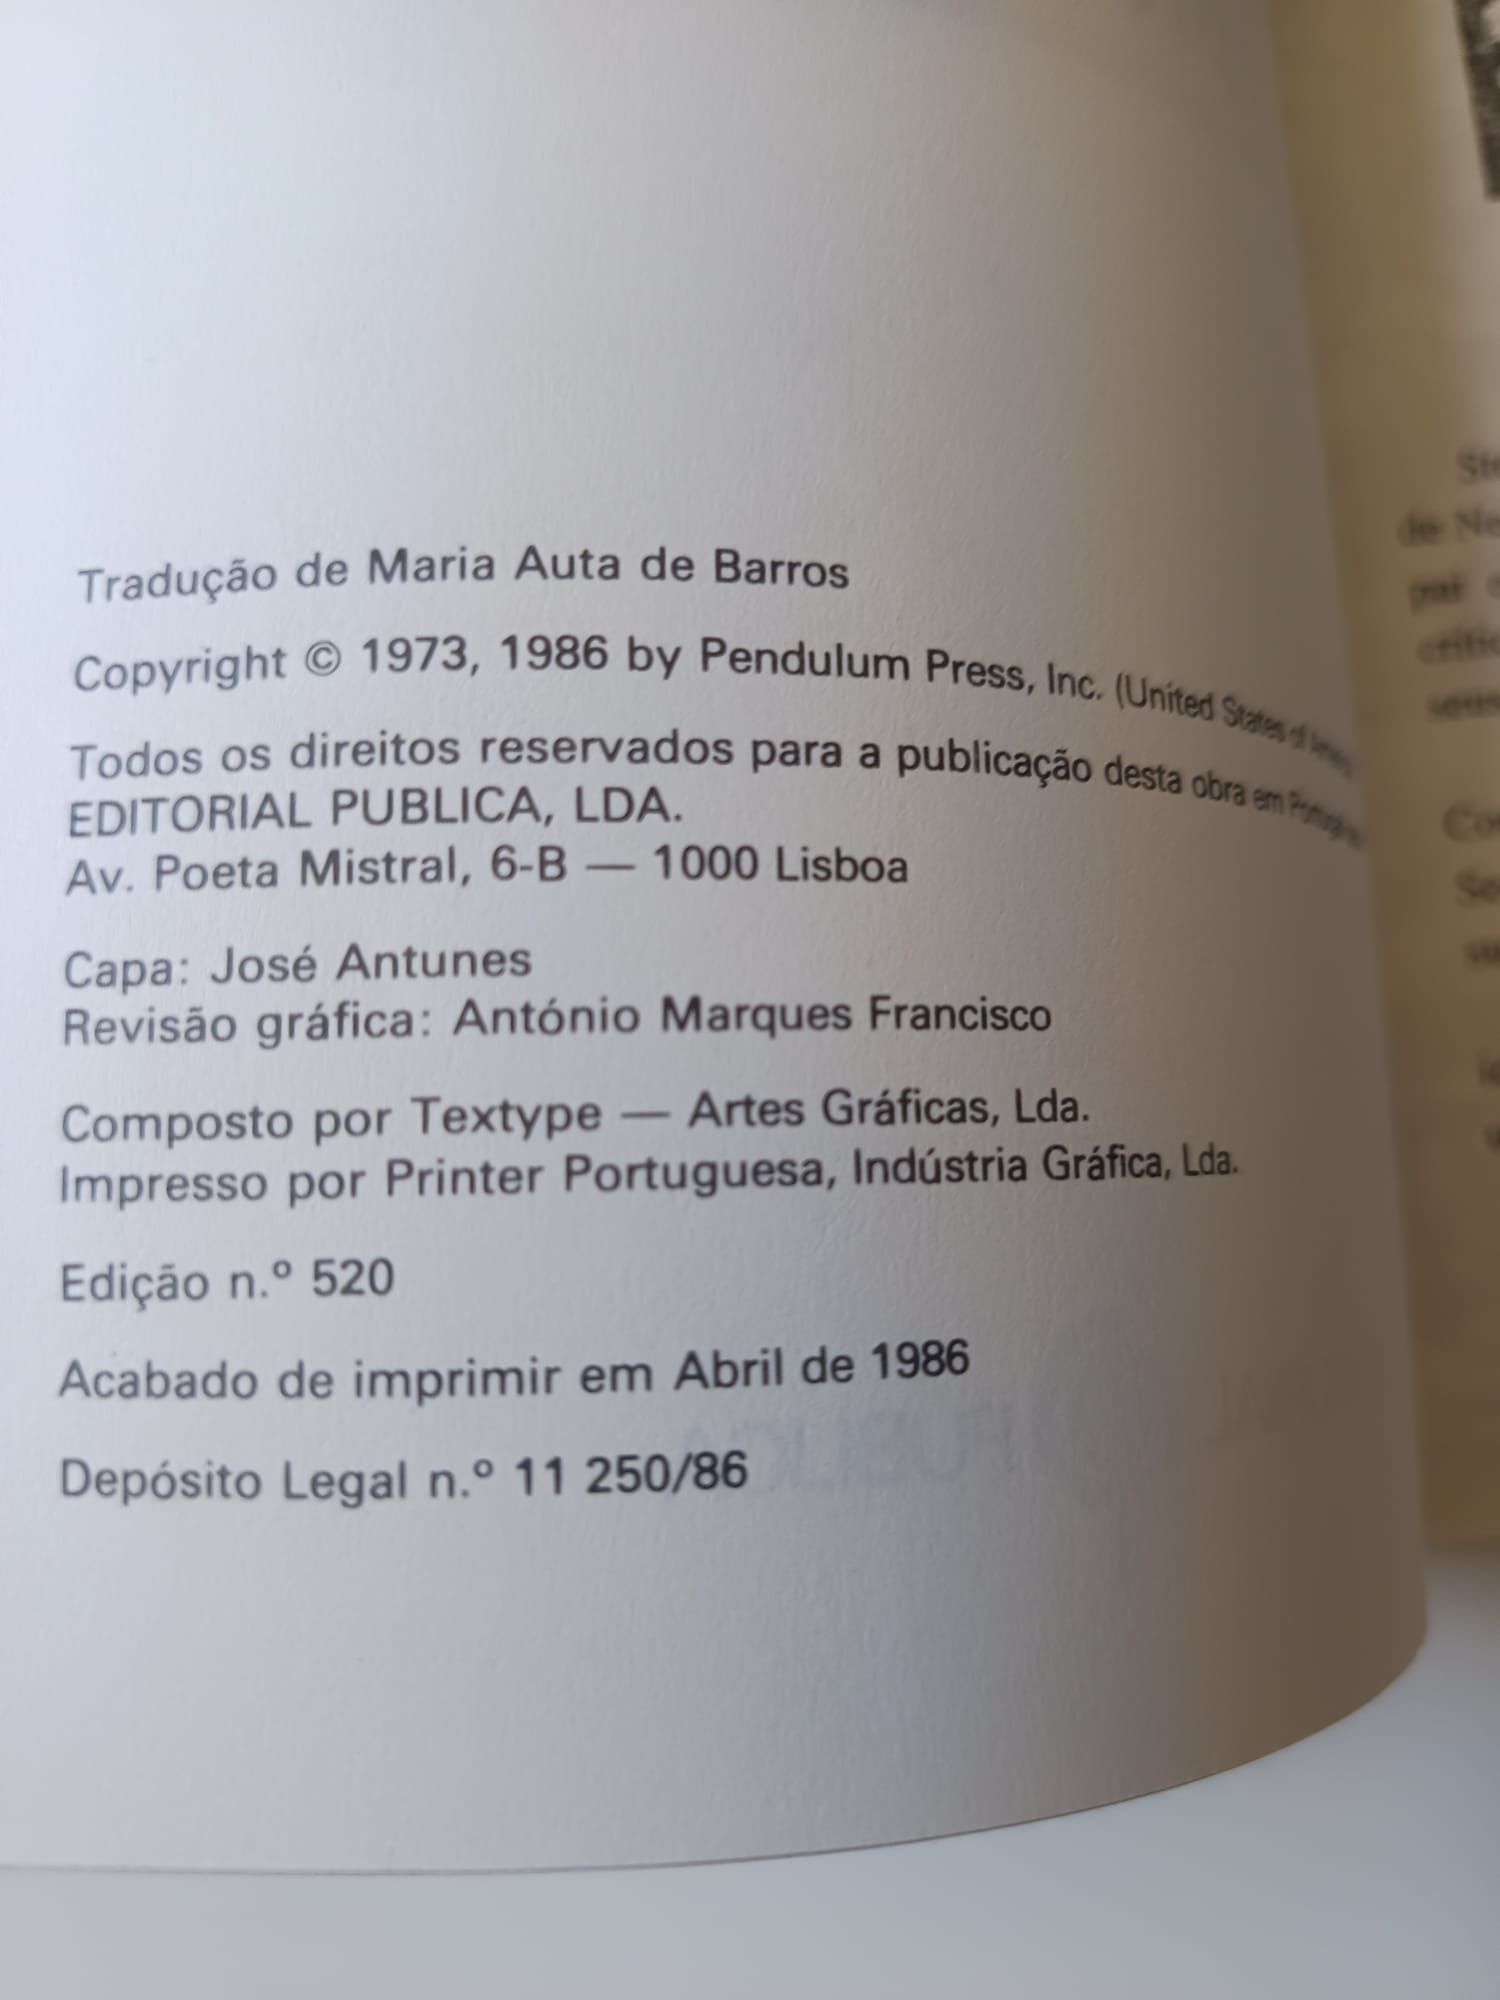 Tradução de Maria Auta de Barros
Copyright © 1973, 1986 by Pendulum Press, Inc. (United States of
Todos os direitos reservados para a publicação desta obra em
EDITORIAL PUBLICA, LDA.
Av. Poeta Mistral, 6-B — 1000 Lisboa
Capa: José Antunes
Revisão gráfica: António Marques Francisco
Composto por Textype — Artes Gráficas, Lda.
Impresso por Printer Portuguesa, Indústria Gráfica, Lda.
Edição n.º 520
Acabado de imprimir em Abril de 1986
Depósito Legal n.º 11 250/86
de